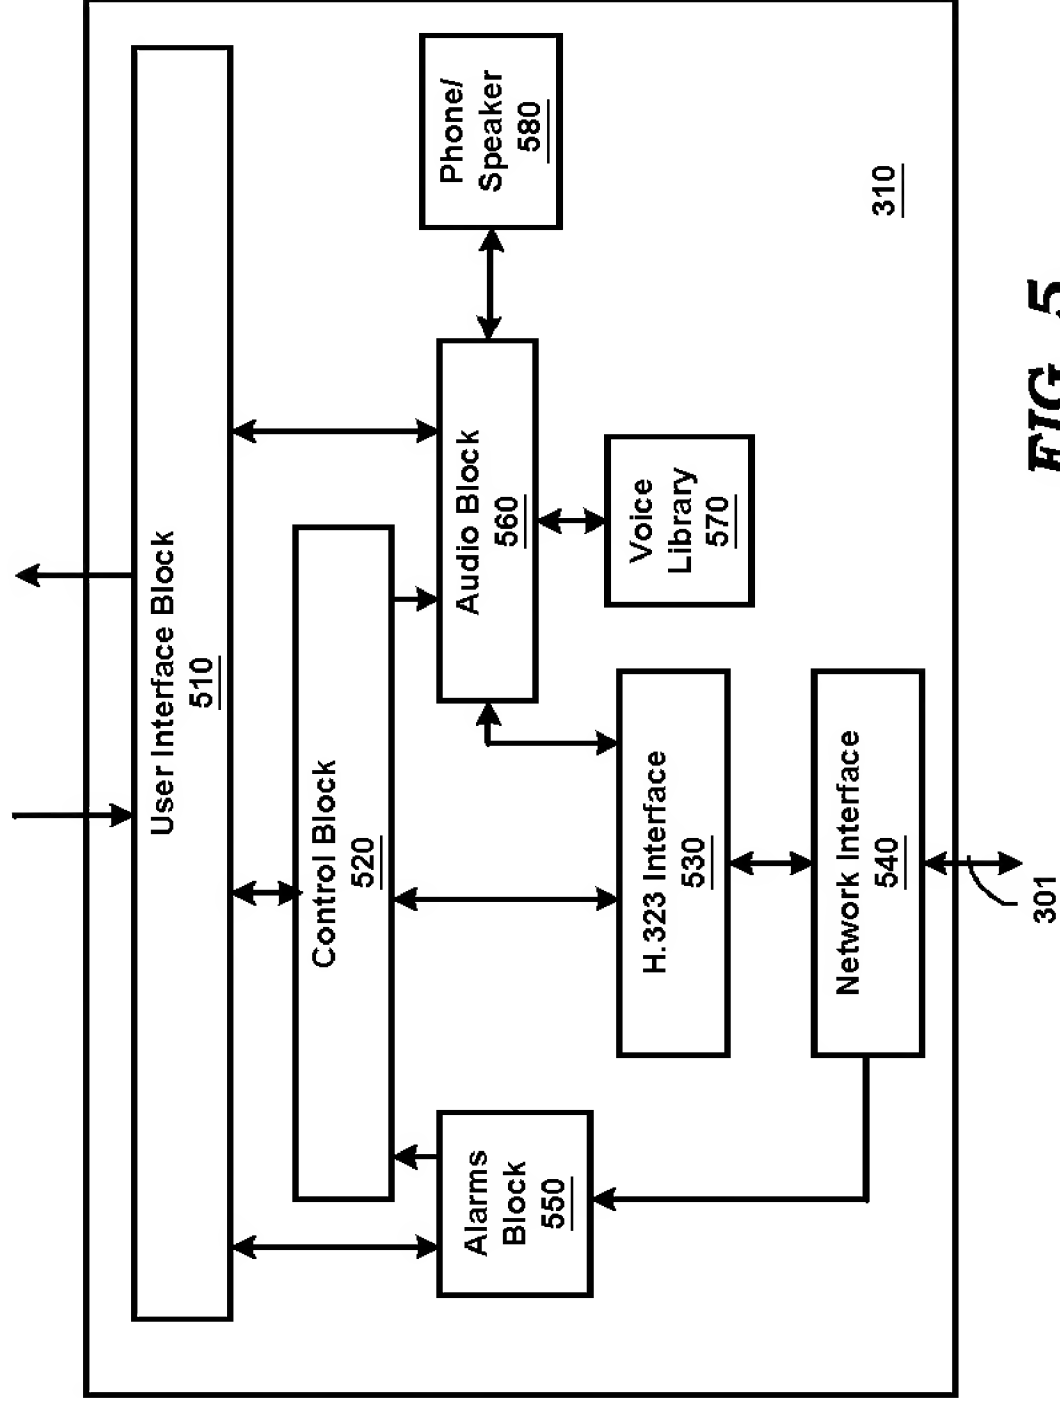 User Interface Block
510
Control Block
520
Alarms
Block
550
Audio Block
560
Phone/
Speaker
580
H.323 Interface
530
Voice
Library
570
Network Interface
540
310
301
FIG. 5